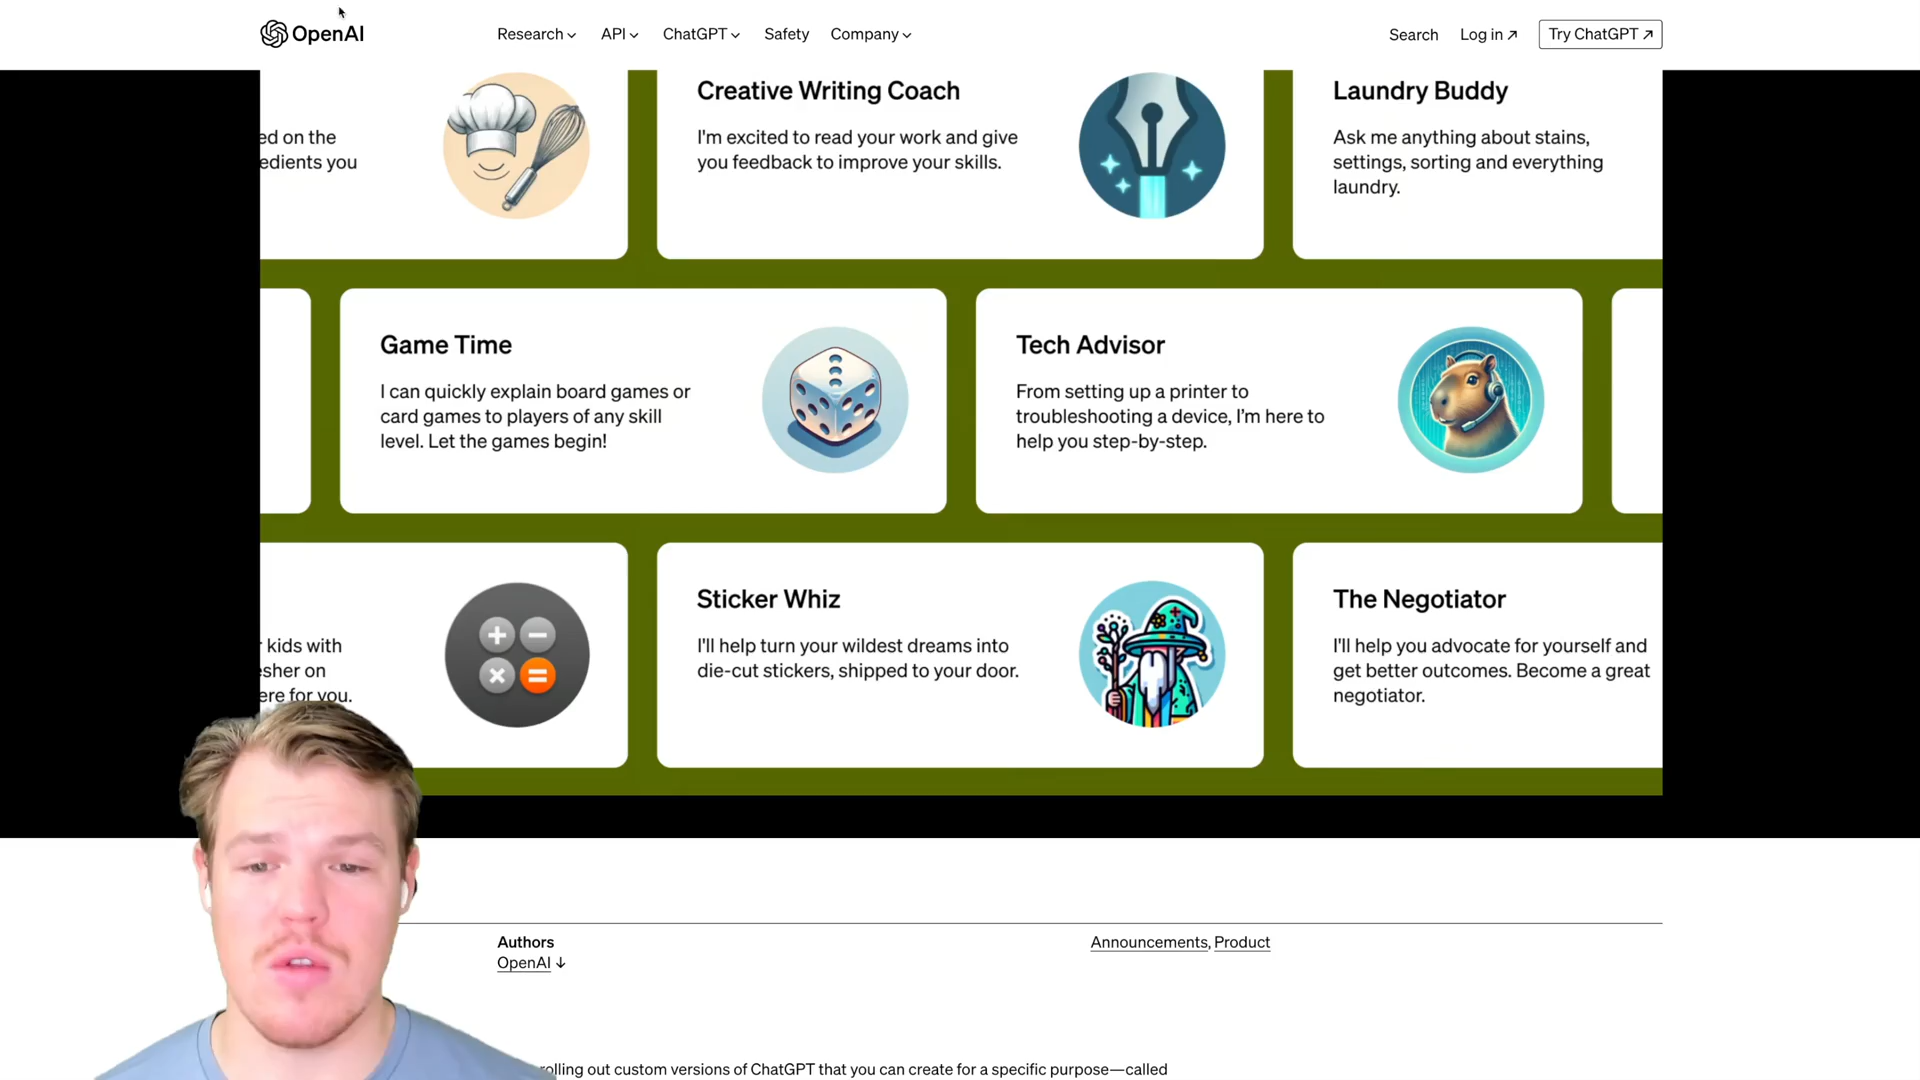 OpenAI
Research
API
ChatGPT
Safety
Company
Search
Log in ↗
Try ChatGPT ↗
ed on the
edients you
Creative Writing Coach
I'm excited to read your work and give
you feedback to improve your skills.
Laundry Buddy
Ask me anything about stains,
settings, sorting and everything
laundry.
Game Time
I can quickly explain board games or
card games to players of any skill
level. Let the games begin!
Tech Advisor
From setting up a printer to
troubleshooting a device, I’m here to
help you step-by-step.
r kids with
esher on
ere for you.
Sticker Whiz
I'll help turn your wildest dreams into
die-cut stickers, shipped to your door.
The Negotiator
I'll help you advocate for yourself and
get better outcomes. Become a great
negotiator.
Authors
OpenAI ↓
Announcements, Product
rolling out custom versions of ChatGPT that you can create for a specific purpose—called